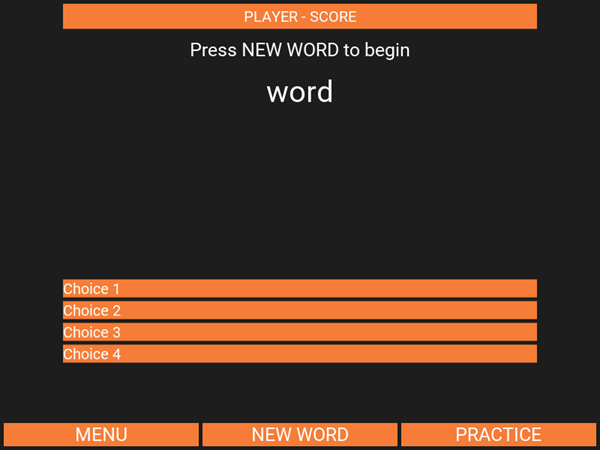 PLAYER - SCORE
Press NEW WORD to begin
word
Choice 1
Choice 2
Choice 3
Choice 4
MENU NEW WORD PRACTICE